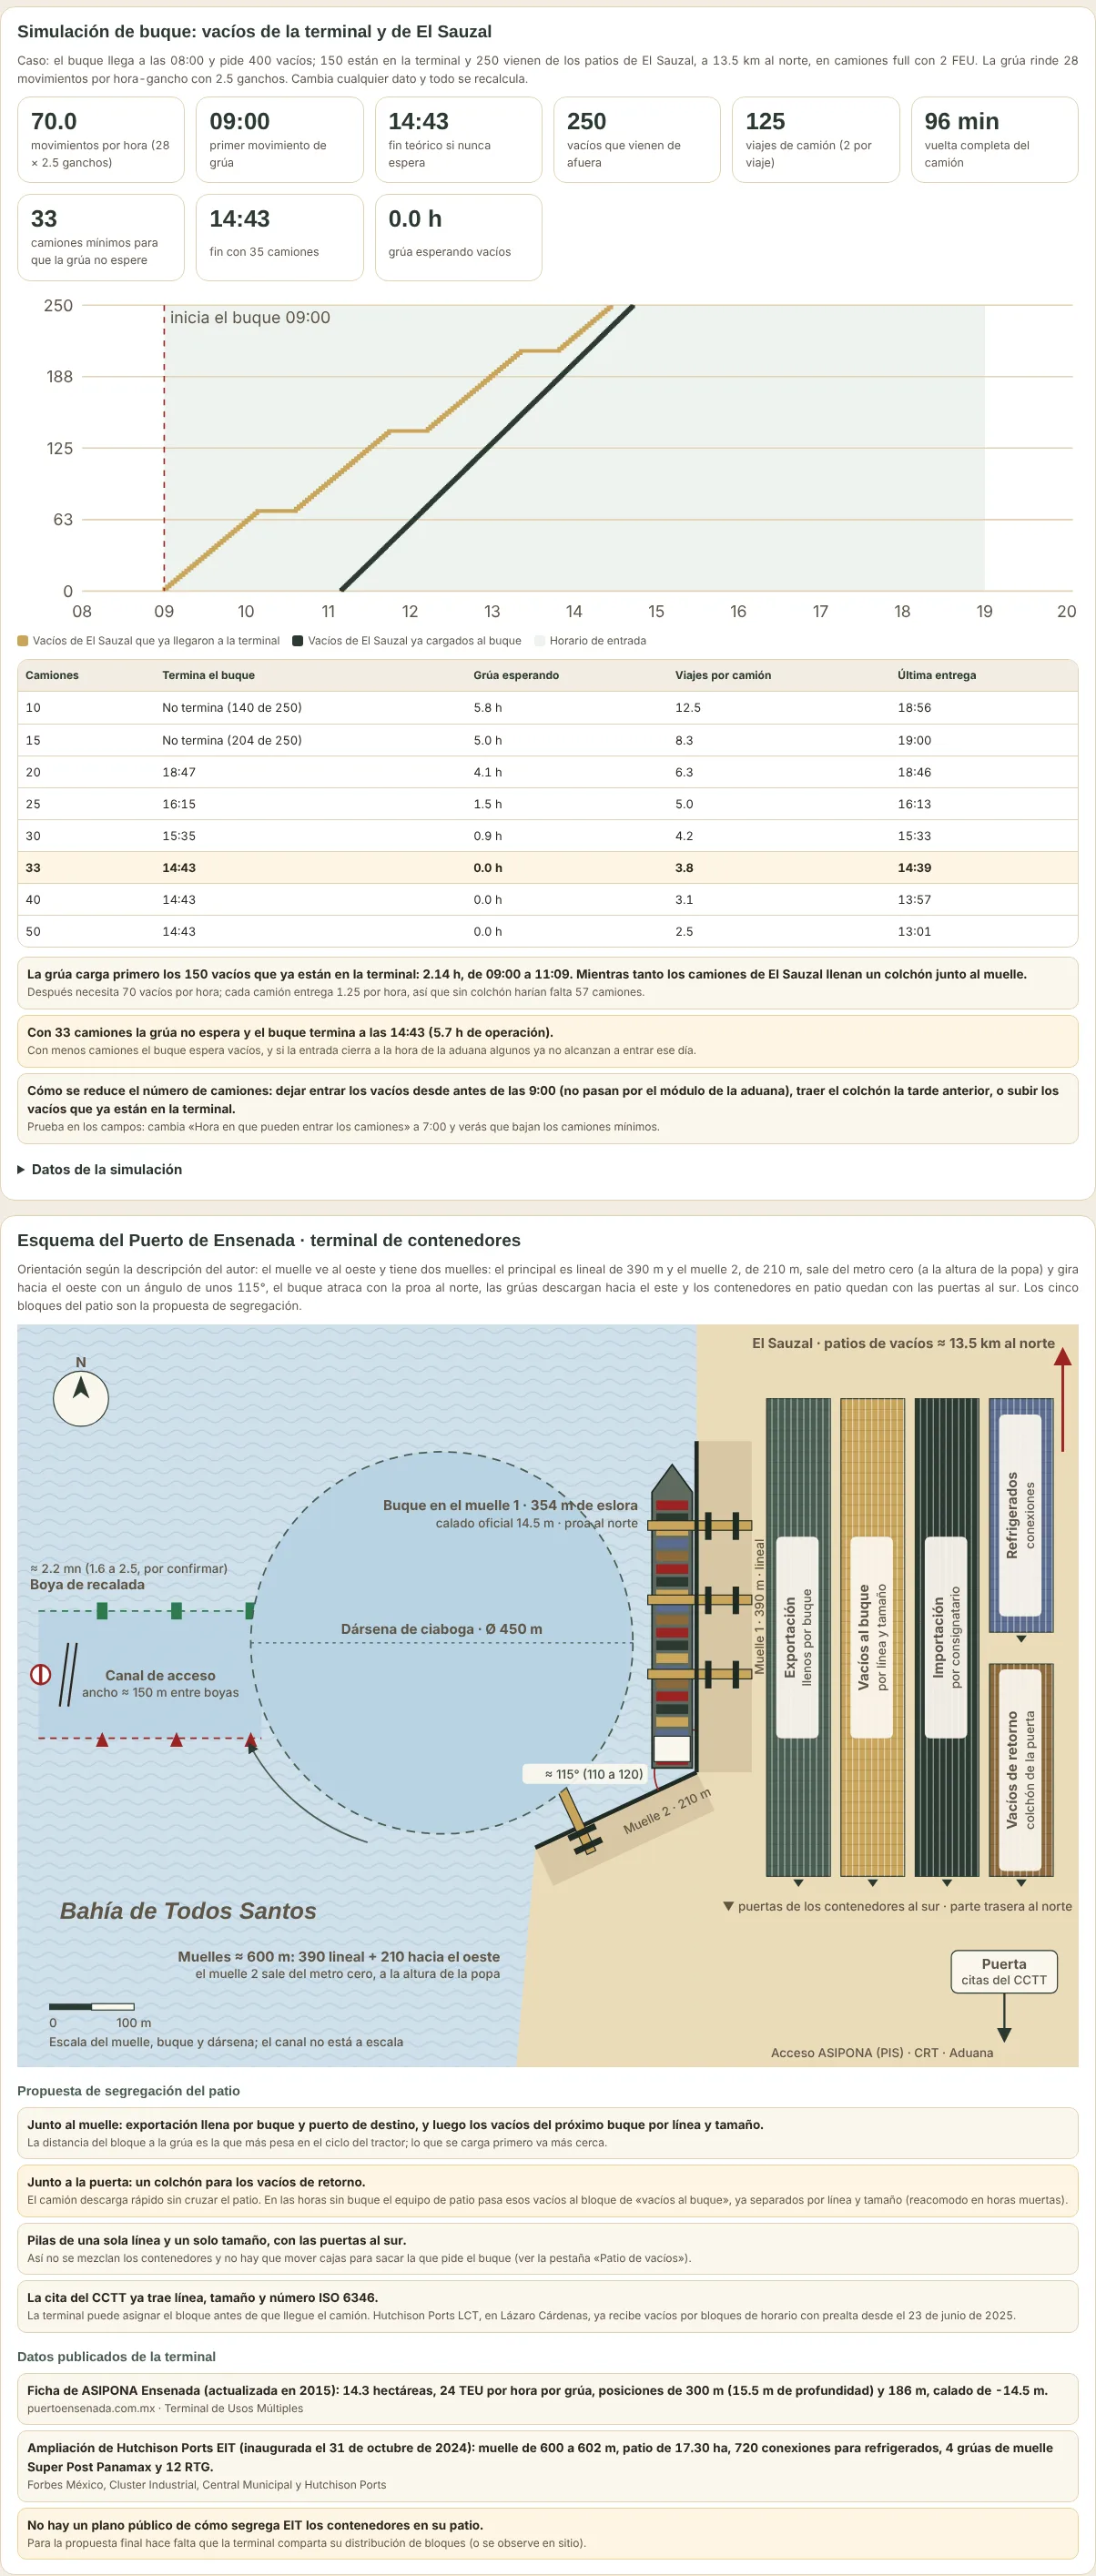 Simulación de buque: vacíos de la terminal y de El Sauzal
Caso: el buque llega a las 08:00 y pide 400 vacíos; 150 están en la terminal y 250 vienen de los patios de El Sauzal, a 13.5 km al norte, en camiones full con 2 FEU. La grúa rinde 28
movimientos por hora-gancho con 2.5 ganchos. Cambia cualquier dato y todo se recalcula.
70.0
movimientos por hora (28
× 2.5 ganchos)
09:00
primer movimiento de
grúa
14:43
fin teórico si nunca
espera
250
vacíos que vienen de
afuera
125
viajes de camión (2 por
viaje)
96 min
vuelta completa del
camión
33
camiones mínimos para
que la grúa no espere
14:43
fin con 35 camiones
0.0 h
grúa esperando vacíos
250
inicia el buque 09:00
188
125
63
0
08 09 10 11 12 13 14 15 16 17 18 19 20
Vacíos de El Sauzal que ya llegaron a la terminal Vacíos de El Sauzal ya cargados al buque Horario de entrada
Camiones Termina el buque Grúa esperando Viajes por camión Última entrega
10 No termina (140 de 250) 5.8 h 12.5 18:56
15 No termina (204 de 250) 5.0 h 8.3 19:00
20 18:47 4.1 h 6.3 18:46
25 16:15 1.5 h 5.0 16:13
30 15:35 0.9 h 4.2 15:33
33 14:43 0.0 h 3.8 14:39
40 14:43 0.0 h 3.1 13:57
50 14:43 0.0 h 2.5 13:01
La grúa carga primero los 150 vacíos que ya están en la terminal: 2.14 h, de 09:00 a 11:09. Mientras tanto los camiones de El Sauzal llenan un colchón junto al muelle.
Después necesita 70 vacíos por hora; cada camión entrega 1.25 por hora, así que sin colchón harían falta 57 camiones.
Con 33 camiones la grúa no espera y el buque termina a las 14:43 (5.7 h de operación).
Con menos camiones el buque espera vacíos, y si la entrada cierra a la hora de la aduana algunos ya no alcanzan a entrar ese día.
Cómo se reduce el número de camiones: dejar entrar los vacíos desde antes de las 9:00 (no pasan por el módulo de la aduana), traer el colchón la tarde anterior, o subir los
vacíos que ya están en la terminal.
Prueba en los campos: cambia «Hora en que pueden entrar los camiones» a 7:00 y verás que bajan los camiones mínimos.
▶ Datos de la simulación
Esquema del Puerto de Ensenada · terminal de contenedores
Orientación según la descripción del autor: el muelle ve al oeste y tiene dos muelles: el principal es lineal de 390 m y el muelle 2, de 210 m, sale del metro cero (a la altura de la popa) y gira
hacia el oeste con un ángulo de unos 115°, el buque atraca con la proa al norte, las grúas descargan hacia el este y los contenedores en patio quedan con las puertas al sur. Los cinco
bloques del patio son la propuesta de segregación.
El Sauzal · patios de vacíos ≈ 13.5 km al norte
N
Buque en el muelle 1 · 354 m de eslora
calado oficial 14.5 m · proa al norte
≈ 2.2 mn (1.6 a 2.5, por confirmar)
Boya de recalada
Dársena de ciaboga · Ø 450 m
Canal de acceso
ancho ≈ 150 m entre boyas
Muelle 1 · 390 m · lineal
Exportación
llenos por buque
Vacíos al buque
por línea y tamaño
Importación
por consignatario
Refrigerados
conexiones
Vacíos de retorno
colchón de la puerta
≈ 115° (110 a 120)
Muelle 2 · 210 m
Bahía de Todos Santos
▼ puertas de los contenedores al sur · parte trasera al norte
Muelles ≈ 600 m: 390 lineal + 210 hacia el oeste
el muelle 2 sale del metro cero, a la altura de la popa
Puerta
citas del CCTT
0 100 m
Escala del muelle, buque y dársena; el canal no está a escala
Acceso ASIPONA (PIS) · CRT · Aduana
Propuesta de segregación del patio
Junto al muelle: exportación llena por buque y puerto de destino, y luego los vacíos del próximo buque por línea y tamaño.
La distancia del bloque a la grúa es la que más pesa en el ciclo del tractor; lo que se carga primero va más cerca.
Junto a la puerta: un colchón para los vacíos de retorno.
El camión descarga rápido sin cruzar el patio. En las horas sin buque el equipo de patio pasa esos vacíos al bloque de «vacíos al buque», ya separados por línea y tamaño (reacomodo en horas muertas).
Pilas de una sola línea y un solo tamaño, con las puertas al sur.
Así no se mezclan los contenedores y no hay que mover cajas para sacar la que pide el buque (ver la pestaña «Patio de vacíos»).
La cita del CCTT ya trae línea, tamaño y número ISO 6346.
La terminal puede asignar el bloque antes de que llegue el camión. Hutchison Ports LCT, en Lázaro Cárdenas, ya recibe vacíos por bloques de horario con prealta desde el 23 de junio de 2025.
Datos publicados de la terminal
Ficha de ASIPONA Ensenada (actualizada en 2015): 14.3 hectáreas, 24 TEU por hora por grúa, posiciones de 300 m (15.5 m de profundidad) y 186 m, calado de -14.5 m.
puertoensenada.com.mx · Terminal de Usos Múltiples
Ampliación de Hutchison Ports EIT (inaugurada el 31 de octubre de 2024): muelle de 600 a 602 m, patio de 17.30 ha, 720 conexiones para refrigerados, 4 grúas de muelle
Super Post Panamax y 12 RTG.
Forbes México, Cluster Industrial, Central Municipal y Hutchison Ports
No hay un plano público de cómo segrega EIT los contenedores en su patio.
Para la propuesta final hace falta que la terminal comparta su distribución de bloques (o se observe en sitio).